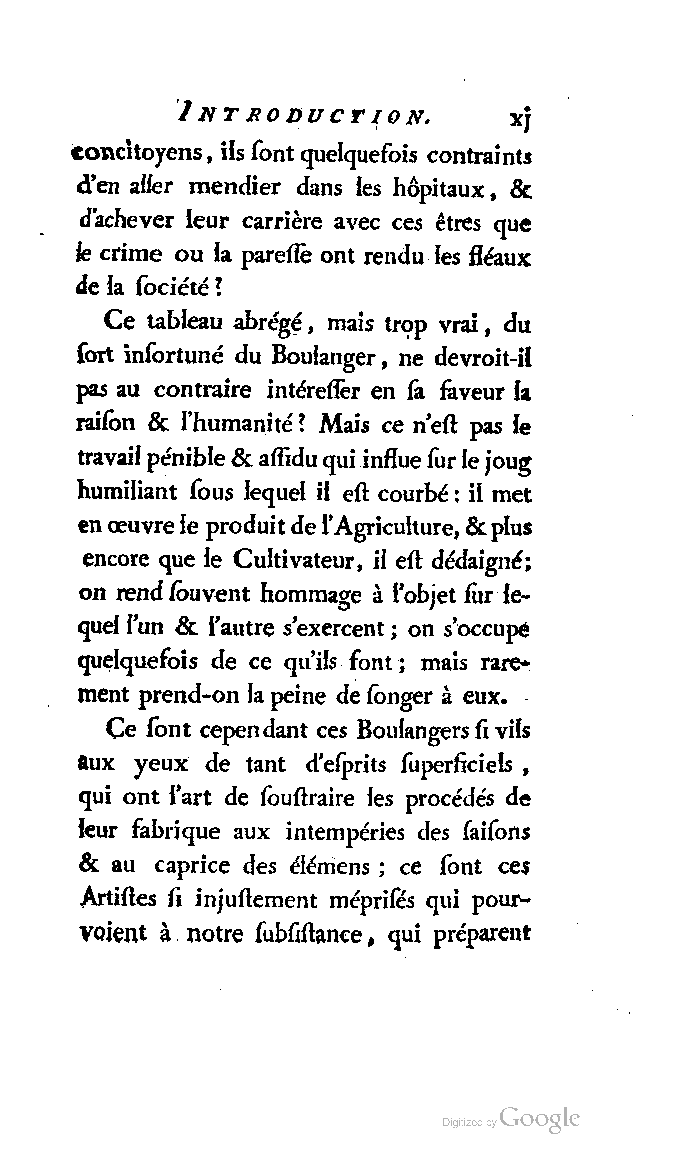 INTRODUCTION. xj
concitoyens, ils ſont quelquefois contraints
d'en aller mendier dans les hôpitaux, &
d'achever leur carrière avec ces êtres que
le crime ou la pareſſe ont rendu les fléaux
de la ſociété ?
Ce tableau abrégé, mais trop vrai, du
ſort infortuné du Boulanger, ne devroit-il
pas au contraire intéreſſer en ſa faveur la
raiſon & l'humanité ? Mais ce n'eſt pas le
travail pénible & aſſidu qui influe ſur le joug
humiliant ſous lequel il eſt courbé : il met
en œuvre le produit de l'Agriculture, & plus
encore que le Cultivateur, il eſt dédaigné;
on rend ſouvent hommage à l'objet ſur le-
quel l'un & l'autre s'exercent ; on s'occupe
quelquefois de ce qu'ils font ; mais rare-
ment prend-on la peine de ſonger à eux.
Ce ſont cependant ces Boulangers ſi vils
aux yeux de tant d'eſprits ſuperficiels,
qui ont l'art de ſouſtraire les procédés de
leur fabrique aux intempéries des ſaiſons
& au caprice des élémens ; ce ſont ces
Artiſtes ſi injuſtement mépriſés qui pour-
voient à notre ſubſiſtance, qui préparent
Digitized by Google